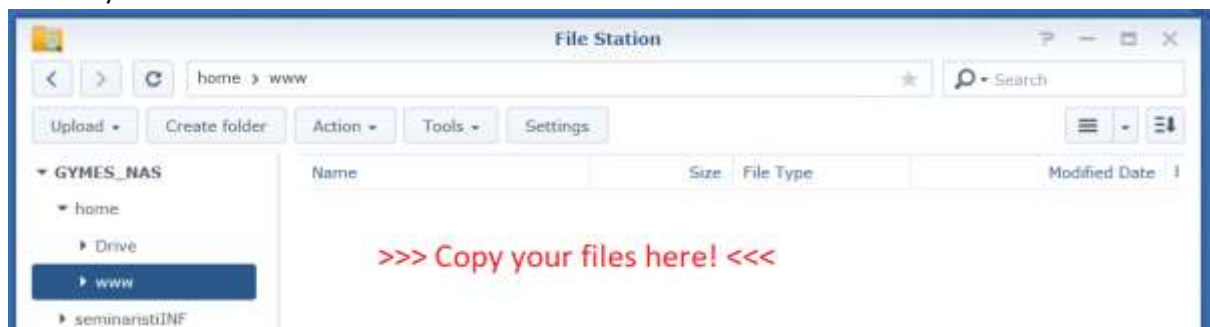 File Station
home > www
Search
Upload
Create folder
Action
Tools
Settings
GYMES_NAS
Name
Size
File Type
Modified Date
home
Drive
>>> Copy your files here! <<<
www
seminaristiINF